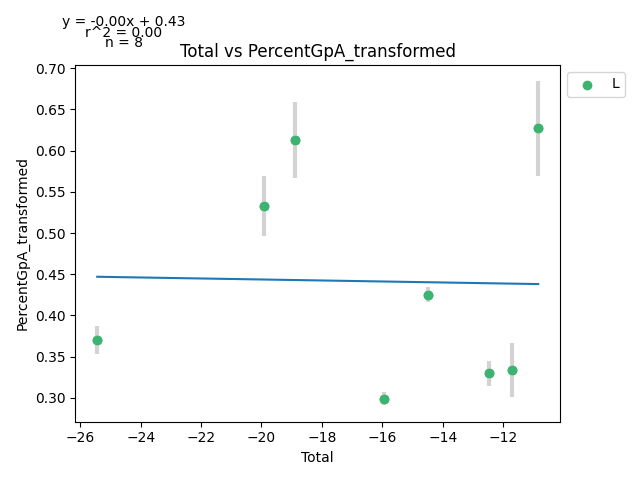 y = -0.00x + 0.43
r^2 = 0.00
n = 8
Total vs PercentGpA_transformed
L
PercentGpA_transformed
0.70
0.65
0.60
0.55
0.50
0.45
0.40
0.35
0.30
−26 −24 −22 −20 −18 −16 −14 −12
Total